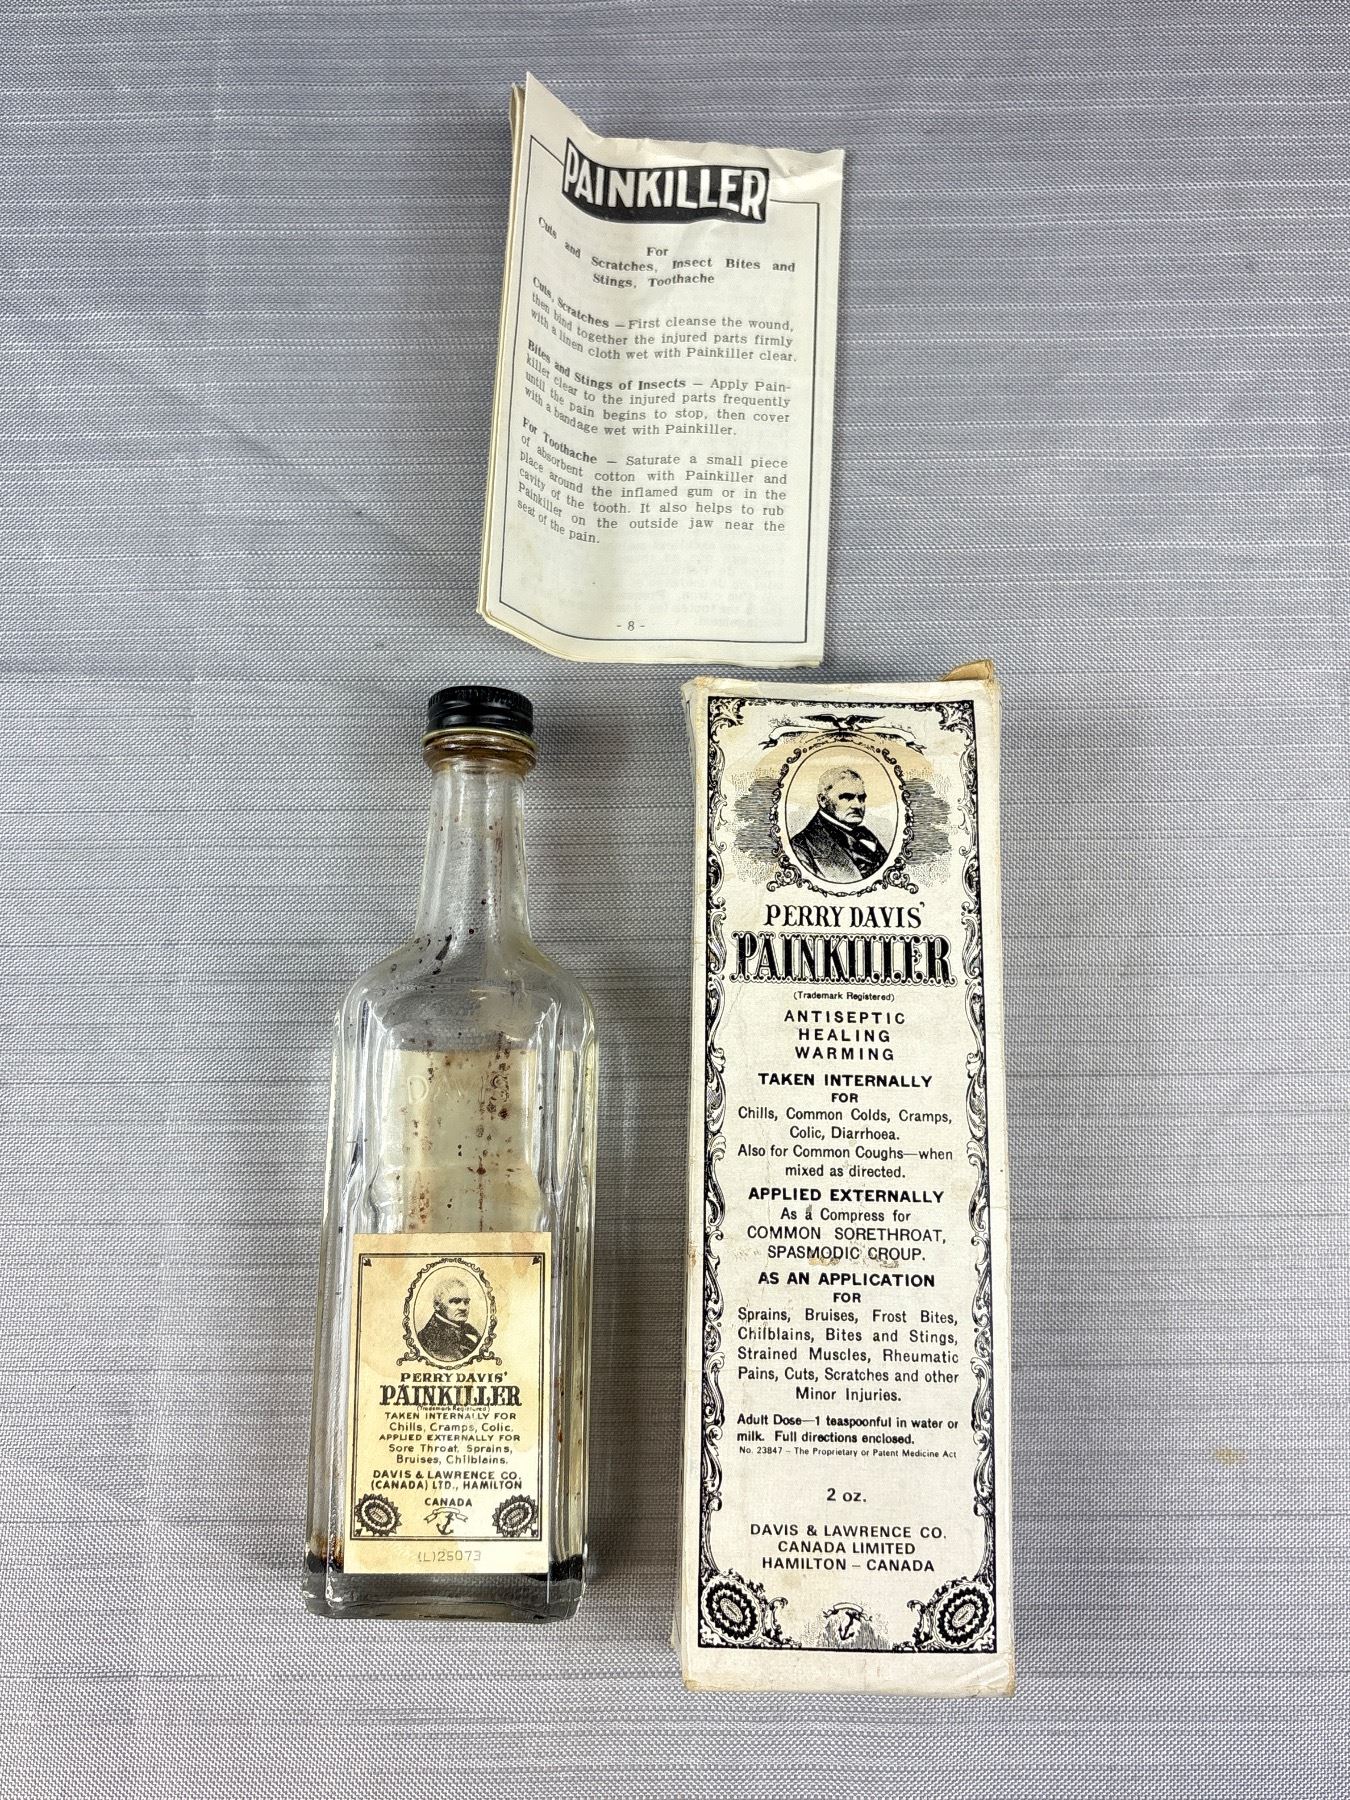 PAINKILLER
For
Cuts and Scratches, Insect Bites and
Stings, Toothache
Cuts, Scratches — First cleanse the wound,
then bind together the injured parts firmly
with a linen cloth wet with Painkiller clear.
Bites and Stings of Insects — Apply Pain-
killer clear to the injured parts frequently
until the pain begins to stop, then cover
with a bandage wet with Painkiller.
For Toothache — Saturate a small piece
of absorbent cotton with Painkiller and
place around the inflamed gum or in the
cavity of the tooth. It also helps to rub
Painkiller on the outside jaw near the
seat of the pain.
- 8 -
DAVIS
PERRY DAVIS'
PAINKILLER
(Trademark Registered)
TAKEN INTERNALLY FOR
Chills, Cramps, Colic.
APPLIED EXTERNALLY FOR
Sore Throat, Sprains,
Bruises, Chilblains.
DAVIS & LAWRENCE CO.
(CANADA) LTD., HAMILTON
CANADA
(L)25073
PERRY DAVIS'
PAINKILLER
(Trademark Registered)
ANTISEPTIC
HEALING
WARMING
TAKEN INTERNALLY
FOR
Chills, Common Colds, Cramps,
Colic, Diarrhoea.
Also for Common Coughs—when
mixed as directed.
APPLIED EXTERNALLY
As a Compress for
COMMON SORETHROAT,
SPASMODIC CROUP.
AS AN APPLICATION
FOR
Sprains, Bruises, Frost Bites,
Chilblains, Bites and Stings,
Strained Muscles, Rheumatic
Pains, Cuts, Scratches and other
Minor Injuries.
Adult Dose—1 teaspoonful in water or
milk. Full directions enclosed.
No. 23847 – The Proprietary or Patent Medicine Act
2 oz.
DAVIS & LAWRENCE CO.
CANADA LIMITED
HAMILTON – CANADA